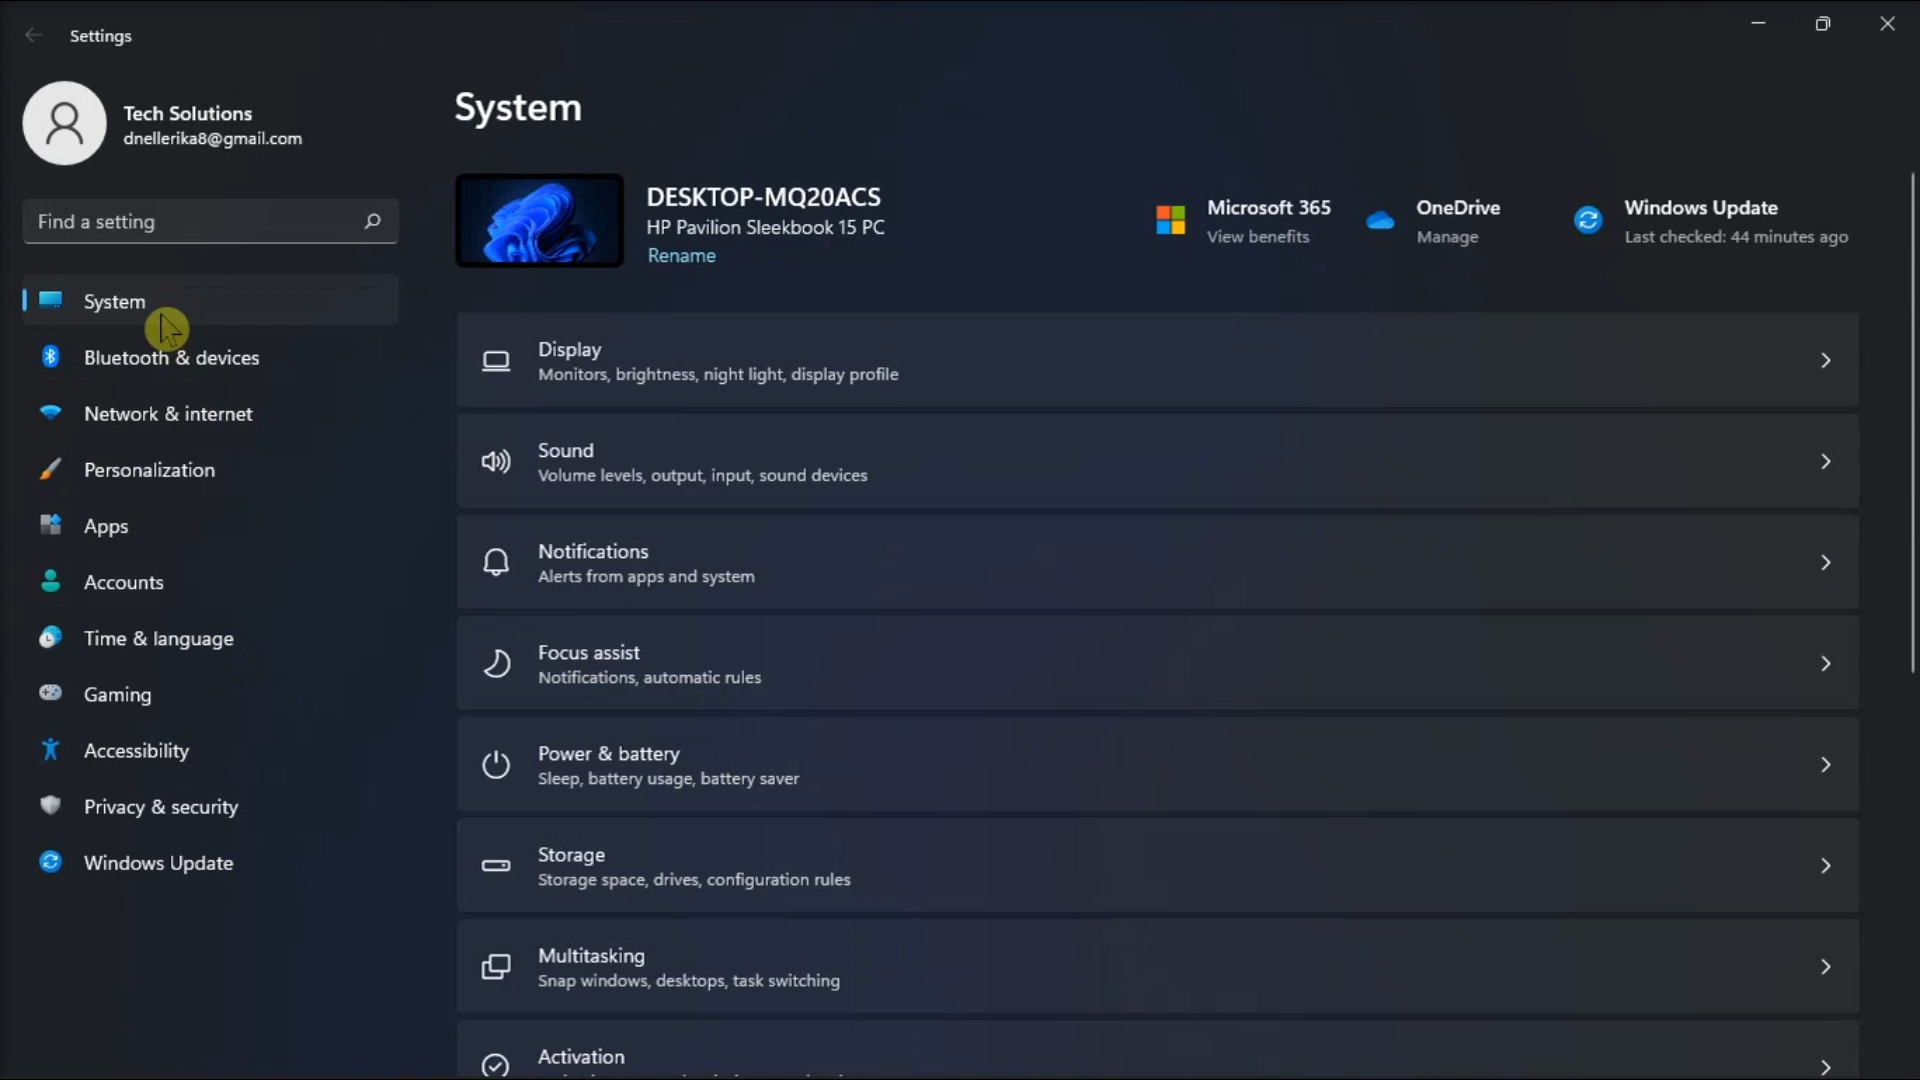 Settings
Tech Solutions
dnellerika8@gmail.com
Find a setting
System
Bluetooth & devices
Network & internet
Personalization
Apps
Accounts
Time & language
Gaming
Accessibility
Privacy & security
Windows Update
System
DESKTOP-MQ20ACS
HP Pavilion Sleekbook 15 PC
Rename
Microsoft 365
View benefits
OneDrive
Manage
Windows Update
Last checked: 44 minutes ago
Display
Monitors, brightness, night light, display profile
Sound
Volume levels, output, input, sound devices
Notifications
Alerts from apps and system
Focus assist
Notifications, automatic rules
Power & battery
Sleep, battery usage, battery saver
Storage
Storage space, drives, configuration rules
Multitasking
Snap windows, desktops, task switching
Activation